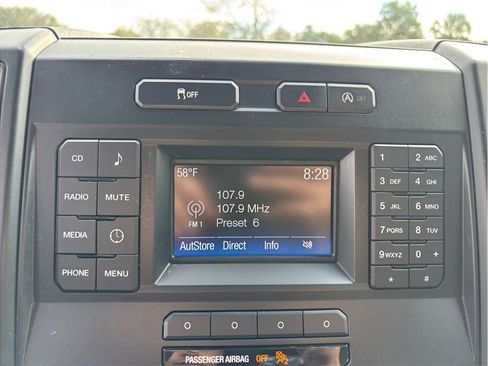 OFF
A OFF
CD
RADIO MUTE
MEDIA
PHONE MENU
58°F 8:28
107.9
107.9 MHz
FM 1 Preset 6
AutStore Direct Info
1 2 ABC
3 DEF 4 GHI
5 JKL 6 MNO
7 PQRS 8 TUV
9 WXYZ 0 +
* #
PASSENGER AIRBAG OFF 2